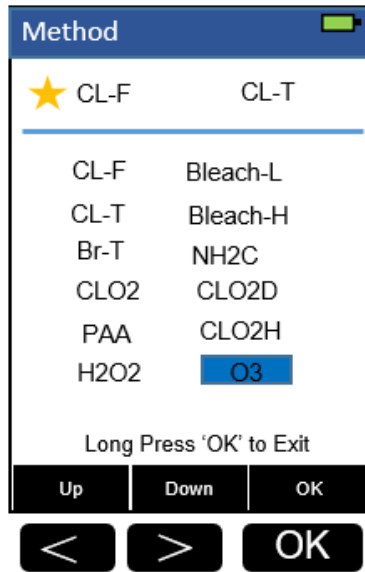 Method
CL-F CL-T
CL-F Bleach-L
CL-T Bleach-H
Br-T NH2C
CLO2 CLO2D
PAA CLO2H
H2O2 O3
Long Press ‘OK’ to Exit
Up Down OK
< > OK